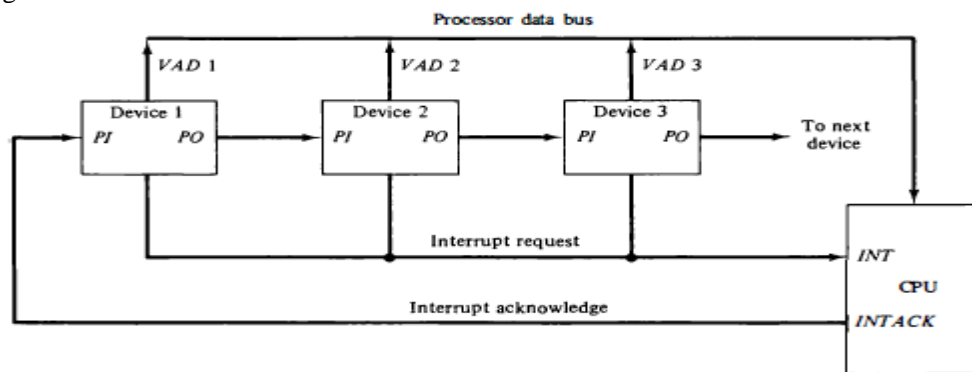 Processor data bus
VAD 1
VAD 2
VAD 3
Device 1
PI PO
Device 2
PI PO
Device 3
PI PO
To next
device
Interrupt request
INT
CPU
Interrupt acknowledge
INTACK